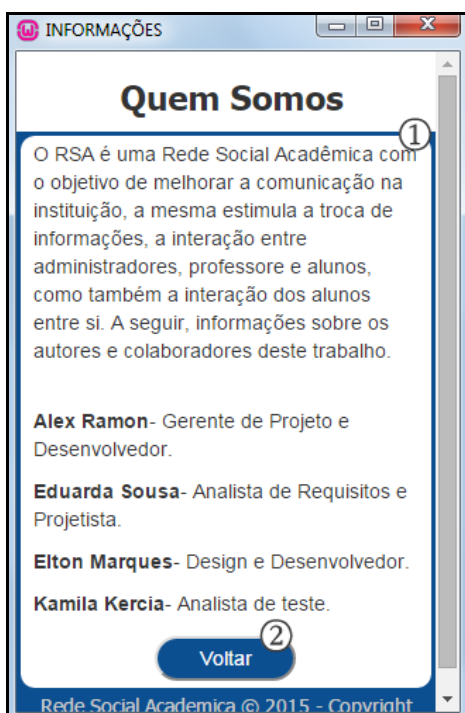 INFORMAÇÕES
Quem Somos
①
O RSA é uma Rede Social Acadêmica com
o objetivo de melhorar a comunicação na
instituição, a mesma estimula a troca de
informações, a interação entre
administradores, professore e alunos,
como também a interação dos alunos
entre si. A seguir, informações sobre os
autores e colaboradores deste trabalho.
Alex Ramon- Gerente de Projeto e
Desenvolvedor.
Eduarda Sousa- Analista de Requisitos e
Projetista.
Elton Marques- Design e Desenvolvedor.
Kamila Kercia- Analista de teste.
②
Voltar
Rede Social Academica © 2015 - Copyright